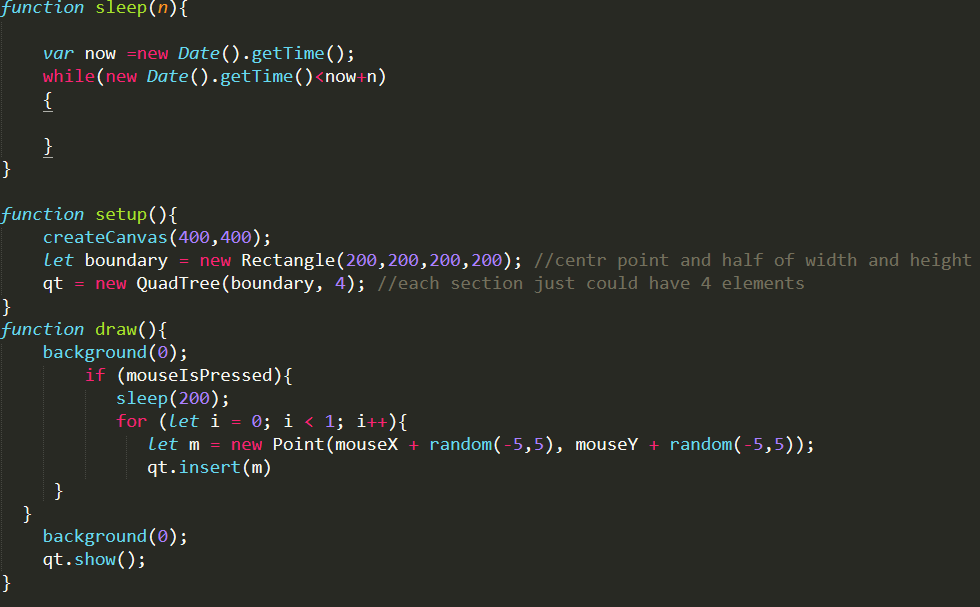 function sleep(n){
var now =new Date().getTime();
while(new Date().getTime()<now+n)
{
}
}
function setup(){
createCanvas(400,400);
let boundary = new Rectangle(200,200,200,200); //centr point and half of width and height
qt = new QuadTree(boundary, 4); //each section just could have 4 elements
}
function draw(){
background(0);
if (mouseIsPressed){
sleep(200);
for (let i = 0; i < 1; i++){
let m = new Point(mouseX + random(-5,5), mouseY + random(-5,5));
qt.insert(m)
}
}
background(0);
qt.show();
}